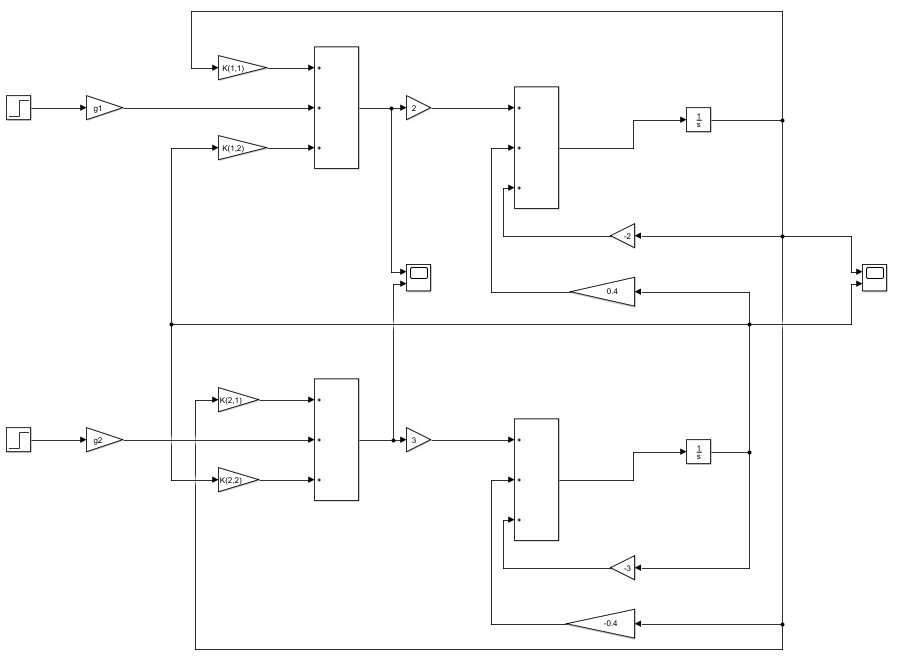 K(1,1)
+
g1
+
2
+
1
s
K(1,2)
+
+
+
-2
0.4
K(2,1)
+
g2
+
3
+
1
s
K(2,2)
+
+
+
-3
-0.4